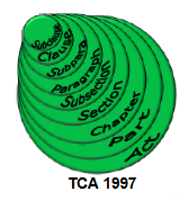 Subclause
Clause
Subpara
Paragraph
Subsection
Section
Chapter
Part
Act
TCA 1997